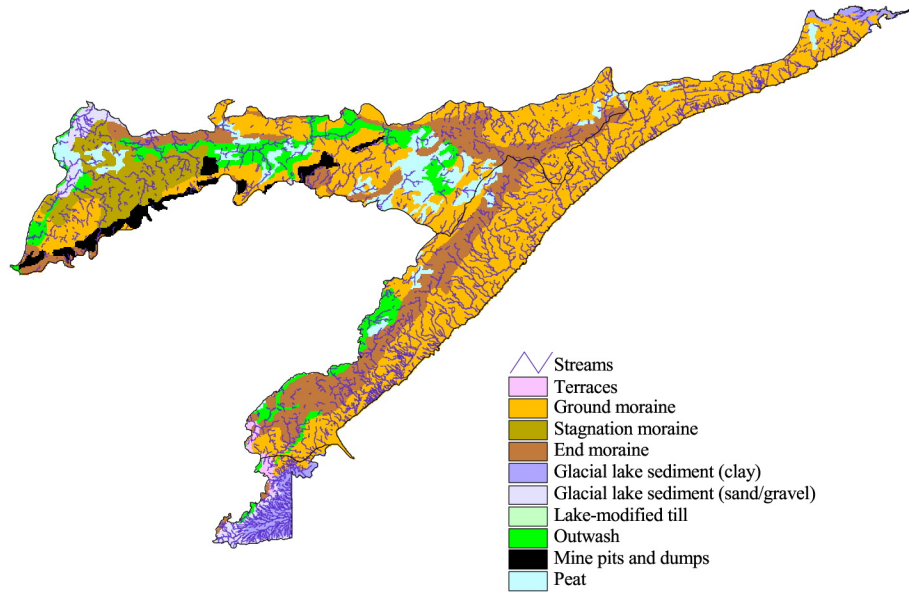 Streams
Terraces
Ground moraine
Stagnation moraine
End moraine
Glacial lake sediment (clay)
Glacial lake sediment (sand/gravel)
Lake-modified till
Outwash
Mine pits and dumps
Peat